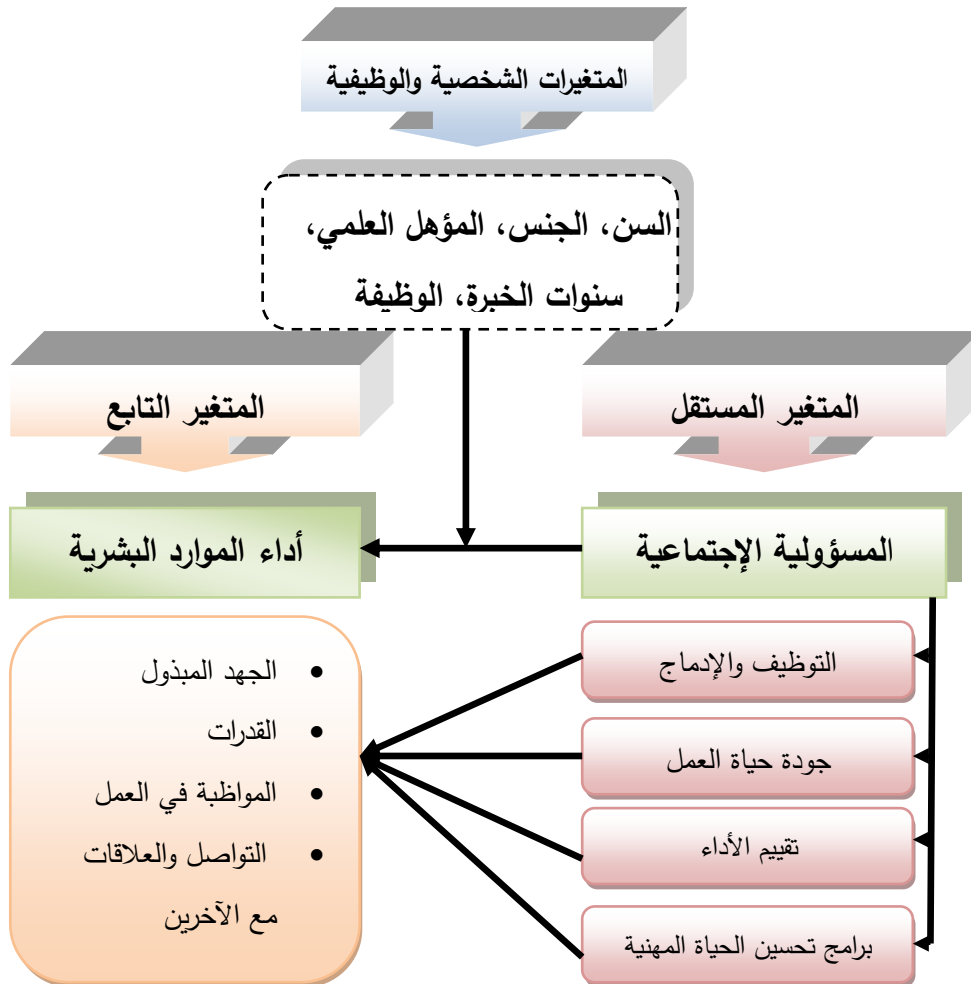 المتغيرات الشخصية والوظيفية
السن، الجنس، المؤهل العلمي،
سنوات الخبرة، الوظيفة
المتغير المستقل
المتغير التابع
المسؤولية الإجتماعية
أداء الموارد البشرية
التوظيف والإدماج
جودة حياة العمل
تقييم الأداء
برامج تحسين الحياة المهنية
• الجهد المبذول
• القدرات
• المواظبة في العمل
• التواصل والعلاقات
مع الآخرين